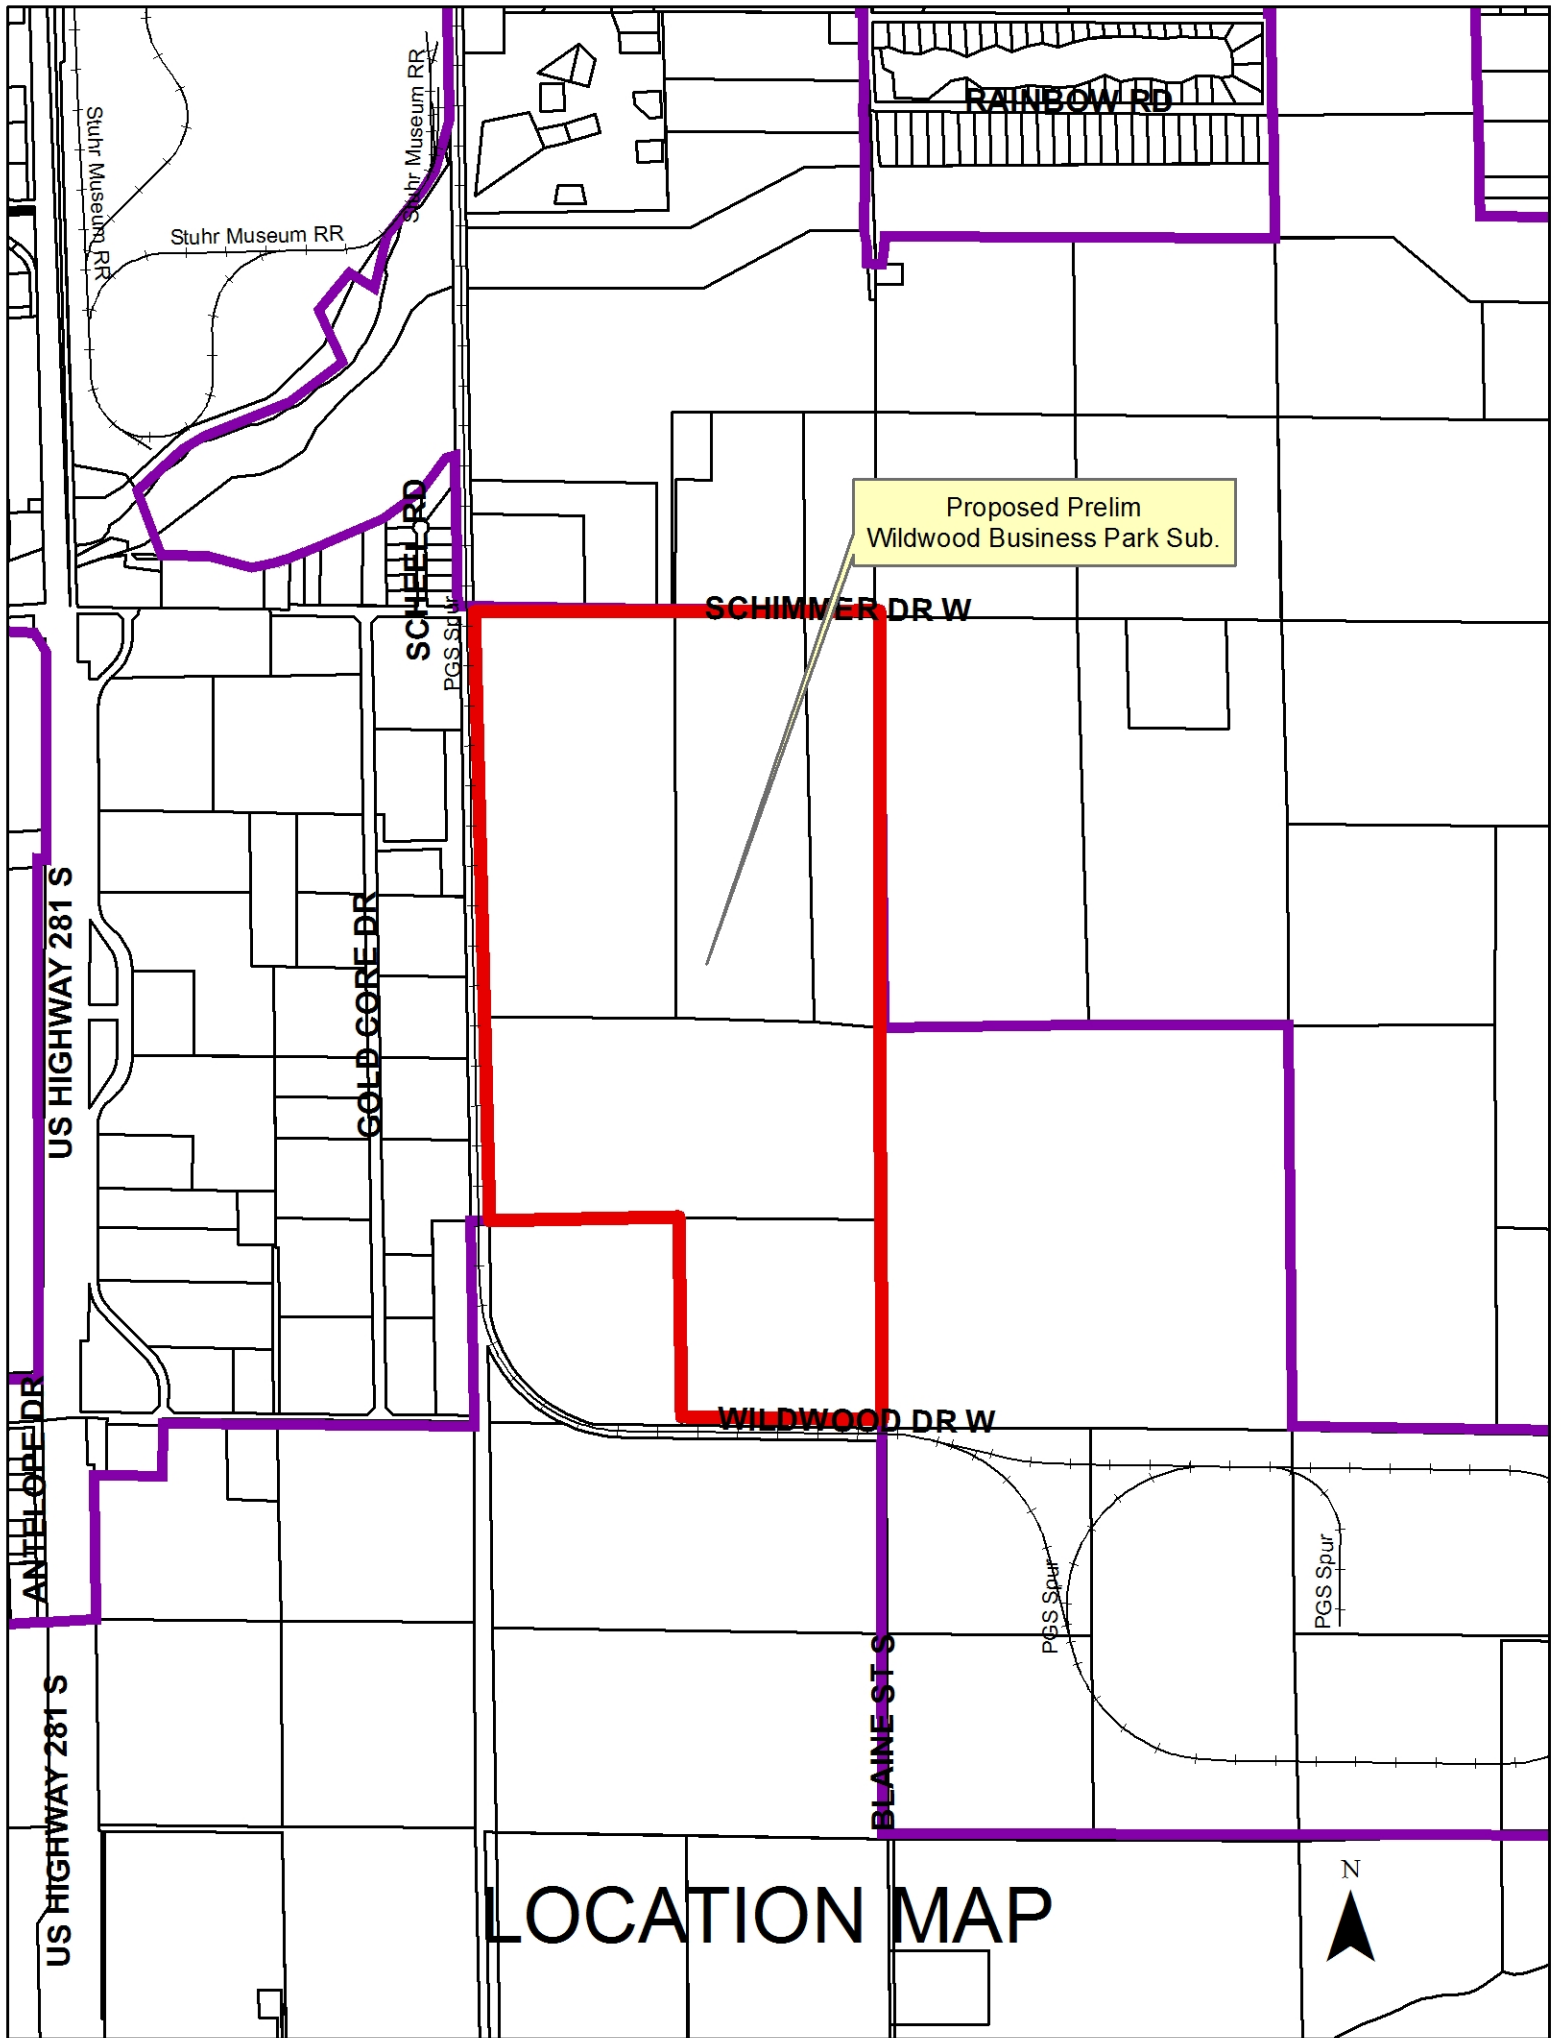 RAINBOW RD
Stuhr Museum RR
Stuhr Museum RR
Stuhr Museum RR
Proposed Prelim
Wildwood Business Park Sub.
SCHEEL RD
SCHIMMER DR W
PGS Spur
US HIGHWAY 281 S
GOLD CORE DR
ANTELOPE DR
WILDWOOD DR W
PGS Spur
PGS Spur
BLAINE ST S
US HIGHWAY 281 S
LOCATION MAP
N